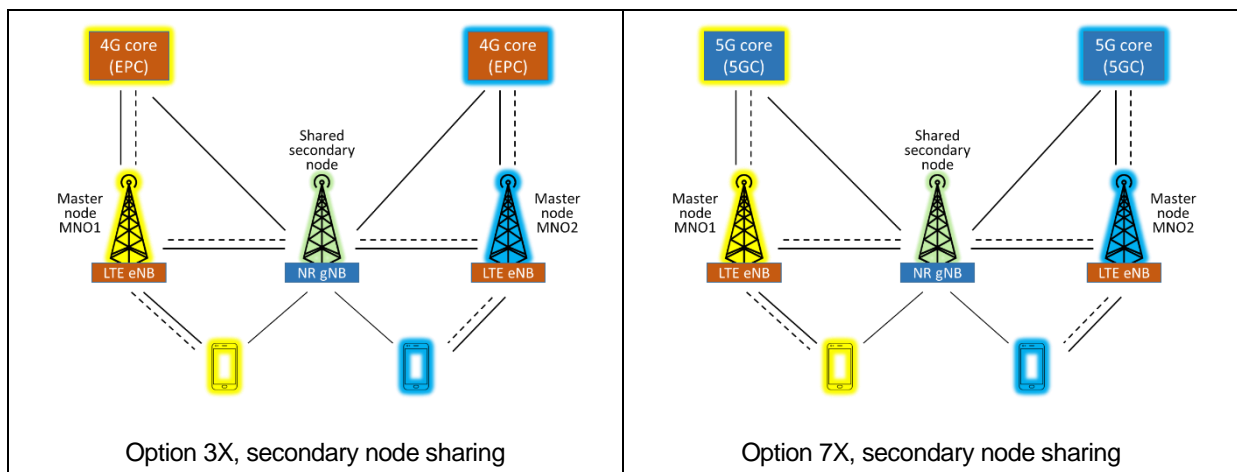 4G core
(EPC)
4G core
(EPC)
Shared
secondary
node
Master
node
MNO1
Master
node
MNO2
LTE eNB
NR gNB
LTE eNB
Option 3X, secondary node sharing
5G core
(5GC)
5G core
(5GC)
Shared
secondary
node
Master
node
MNO1
Master
node
MNO2
LTE eNB
NR gNB
LTE eNB
Option 7X, secondary node sharing